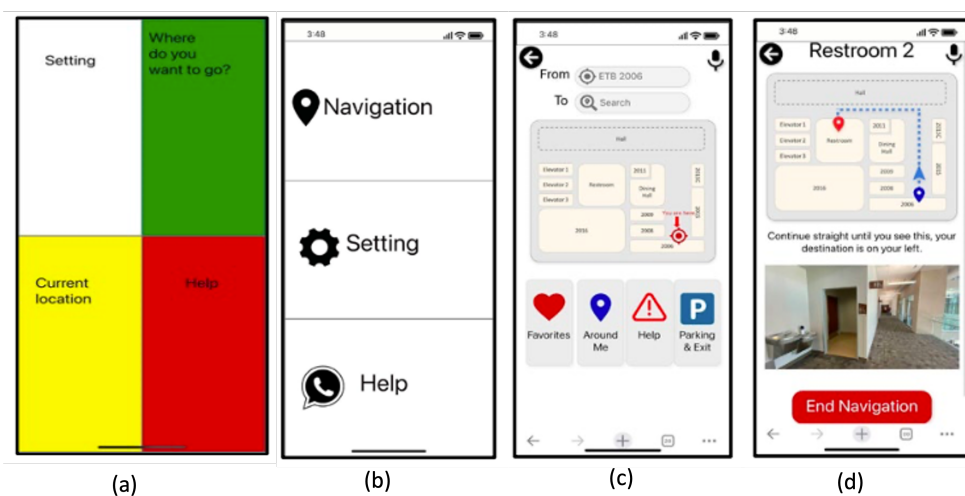 Setting
Where
do you
want to go?
Current
location
Help
(a)
3:48
Navigation
Setting
Help
(b)
3:48
From
ETB 2006
To
Search
Hall
Elevator 1
Elevator 2
Elevator 3
Restroom
2011
Dining
Hall
2016
2008
2006
You are here
Favorites
Around
Me
Help
Parking
& Exit
P
(c)
3:48
Restroom 2
Hall
Elevator 1
Elevator 2
Elevator 3
Restroom
2011
Dining
Hall
2016
2008
2006
Continue straight until you see this, your
destination is on your left.
End Navigation
(d)